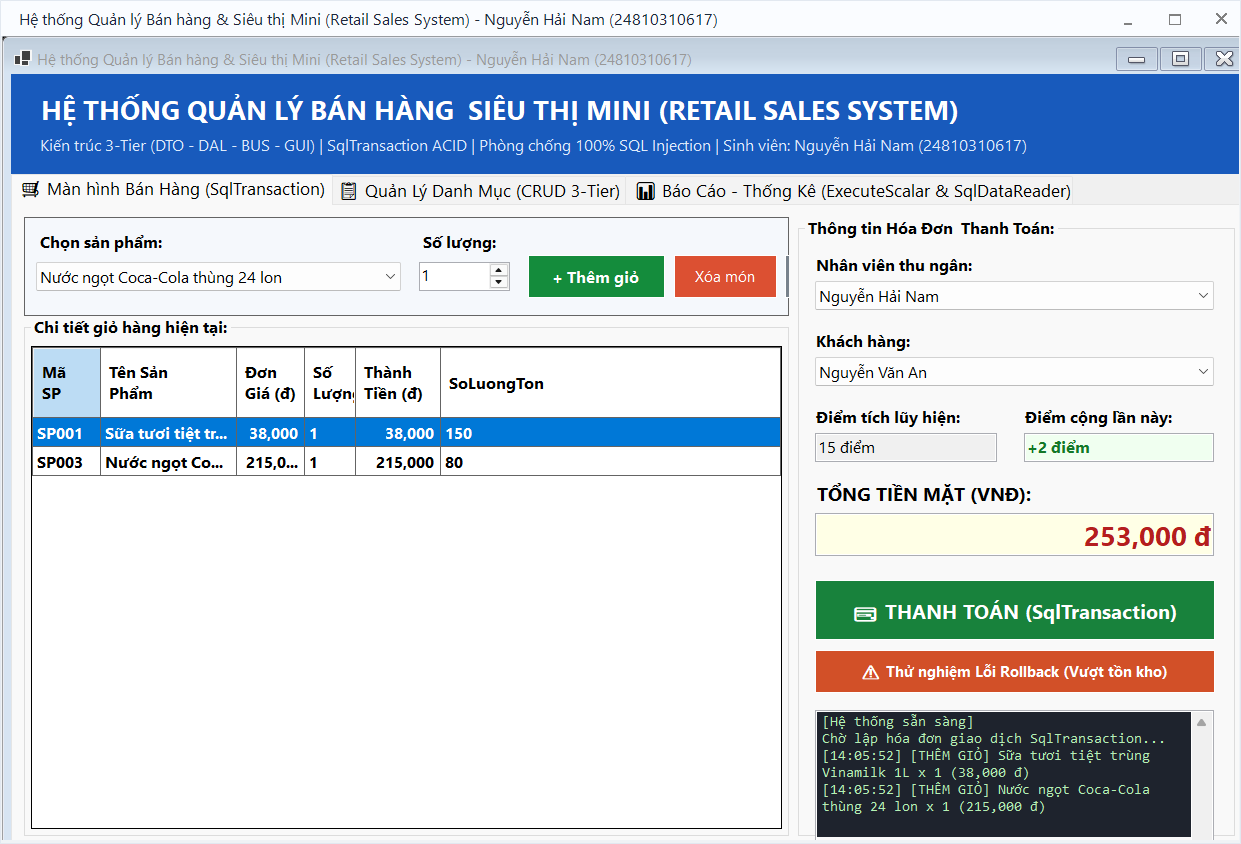 Hệ thống Quản lý Bán hàng & Siêu thị Mini (Retail Sales System) - Nguyễn Hải Nam (24810310617)
Hệ thống Quản lý Bán hàng & Siêu thị Mini (Retail Sales System) - Nguyễn Hải Nam (24810310617)
HỆ THỐNG QUẢN LÝ BÁN HÀNG SIÊU THỊ MINI (RETAIL SALES SYSTEM)
Kiến trúc 3-Tier (DTO - DAL - BUS - GUI) | SqlTransaction ACID | Phòng chống 100% SQL Injection | Sinh viên: Nguyễn Hải Nam (24810310617)
Màn hình Bán Hàng (SqlTransaction) Quản Lý Danh Mục (CRUD 3-Tier) Báo Cáo - Thống Kê (ExecuteScalar & SqlDataReader)
Chọn sản phẩm: Số lượng:
Nước ngọt Coca-Cola thùng 24 lon 1 + Thêm giỏ Xóa món
Chi tiết giỏ hàng hiện tại:
Mã SP Tên Sản Phẩm Đơn Giá (đ) Số Lượng Thành Tiền (đ) SoLuongTon
SP001 Sữa tươi tiệt tr... 38,000 1 38,000 150
SP003 Nước ngọt Co... 215,0... 1 215,000 80
Thông tin Hóa Đơn Thanh Toán:
Nhân viên thu ngân:
Nguyễn Hải Nam
Khách hàng:
Nguyễn Văn An
Điểm tích lũy hiện: Điểm cộng lần này:
15 điểm +2 điểm
TỔNG TIỀN MẶT (VNĐ):
253,000 đ
THANH TOÁN (SqlTransaction)
Thử nghiệm Lỗi Rollback (Vượt tồn kho)
[Hệ thống sẵn sàng]
Chờ lập hóa đơn giao dịch SqlTransaction...
[14:05:52] [THÊM GIỎ] Sữa tươi tiệt trùng
Vinamilk 1L x 1 (38,000 đ)
[14:05:52] [THÊM GIỎ] Nước ngọt Coca-Cola
thùng 24 lon x 1 (215,000 đ)